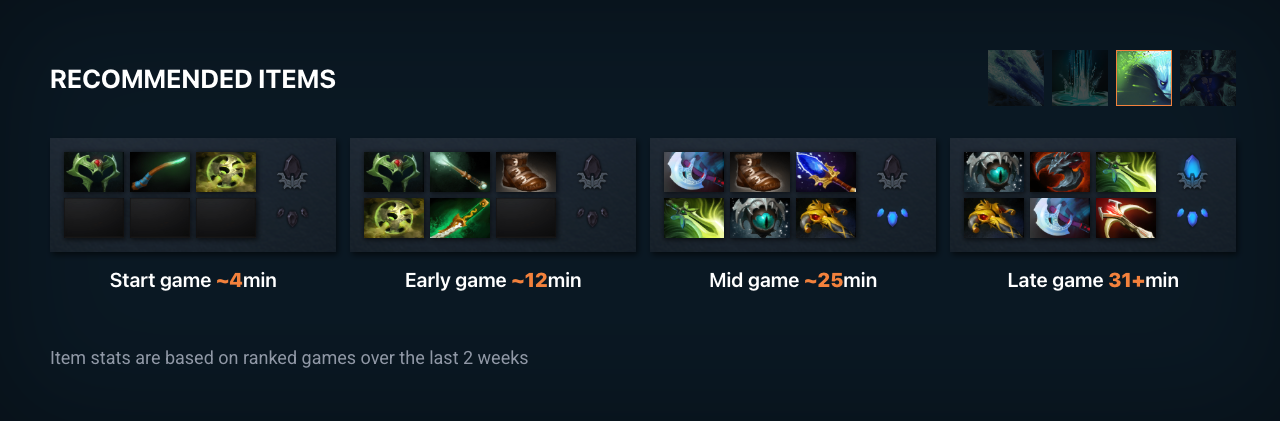 RECOMMENDED ITEMS
Start game ~4min
Early game ~12min
Mid game ~25min
Late game 31+min
Item stats are based on ranked games over the last 2 weeks